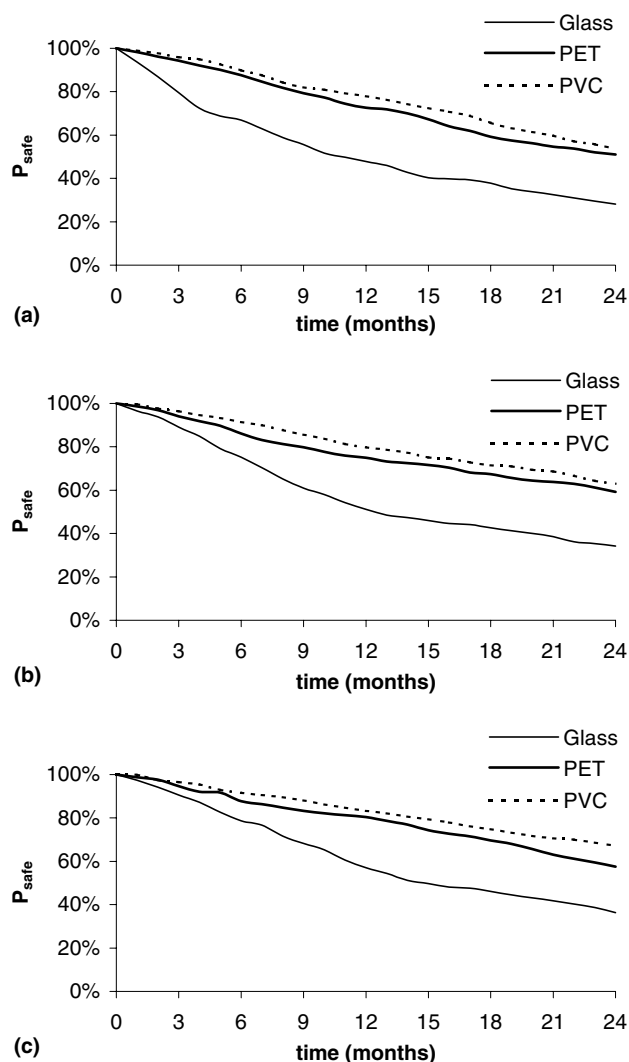 Glass
PET
PVC
100%
80%
60%
40%
20%
0%
P_safe
0 3 6 9 12 15 18 21 24
time (months)
(a)
Glass
PET
PVC
100%
80%
60%
40%
20%
0%
P_safe
0 3 6 9 12 15 18 21 24
time (months)
(b)
Glass
PET
PVC
100%
80%
60%
40%
20%
0%
P_safe
0 3 6 9 12 15 18 21 24
time (months)
(c)